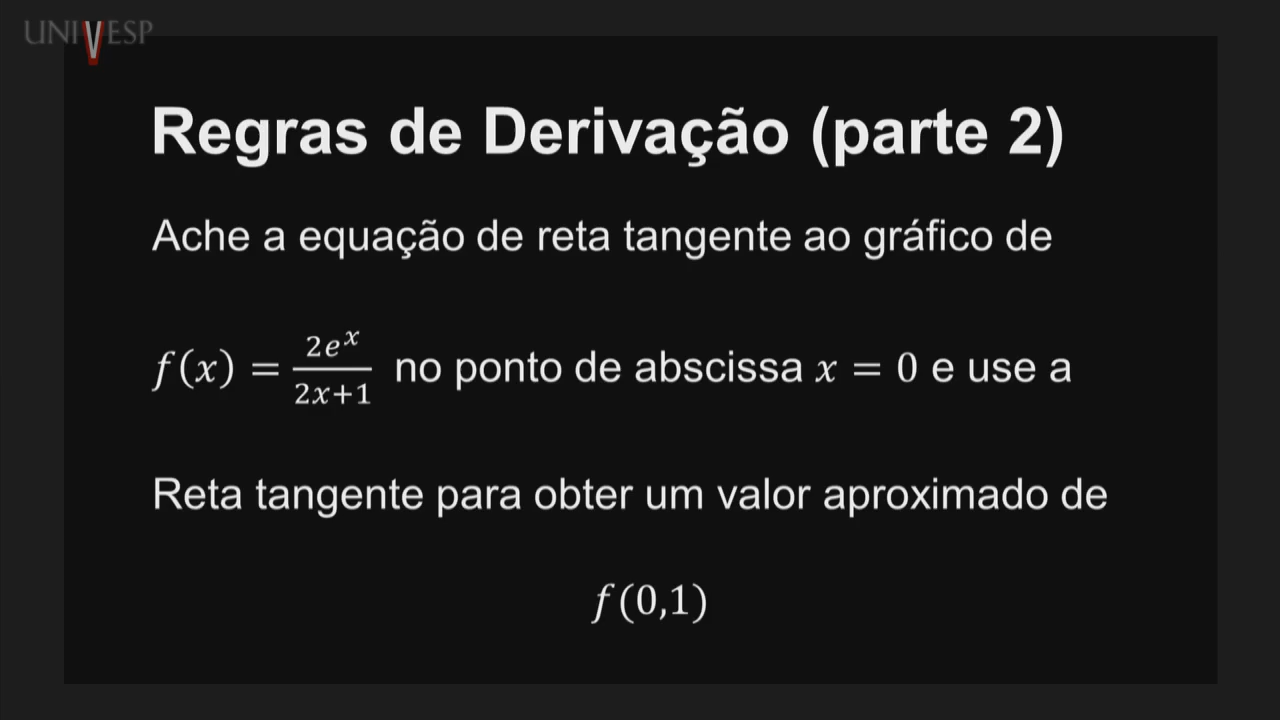 UNIVESP
Regras de Derivação (parte 2)
Ache a equação de reta tangente ao gráfico de
f(x) = 2e^x / 2x+1 no ponto de abscissa x = 0 e use a
Reta tangente para obter um valor aproximado de
f(0,1)